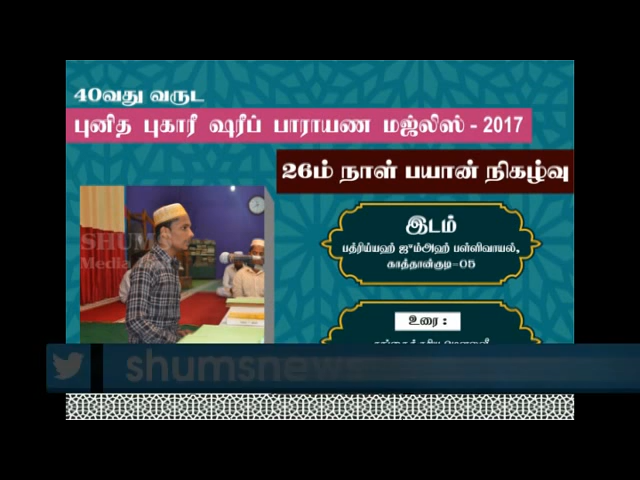 40வது வருட
புனித புகாரீ ஷரீப் பாராயண மஜ்லிஸ் - 2017
26ம் நாள் பயான் நிகழ்வு
SHUMS
Media
இடம்
பத்ரிய்யஹ் ஜும்அஹ் பள்ளிவாயல்,
காத்தான்குடி-05
உரை :
shumsnews